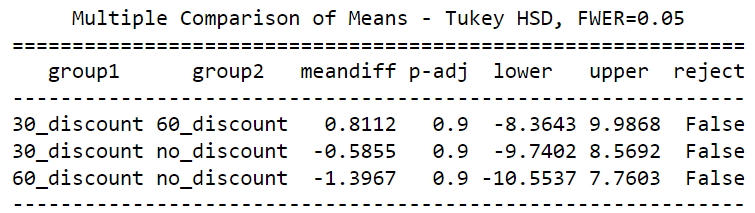 Multiple Comparison of Means - Tukey HSD, FWER=0.05
==============================================================
group1 group2 meandiff p-adj lower upper reject
--------------------------------------------------------------
30_discount 60_discount 0.8112 0.9 -8.3643 9.9868 False
30_discount no_discount -0.5855 0.9 -9.7402 8.5692 False
60_discount no_discount -1.3967 0.9 -10.5537 7.7603 False
--------------------------------------------------------------